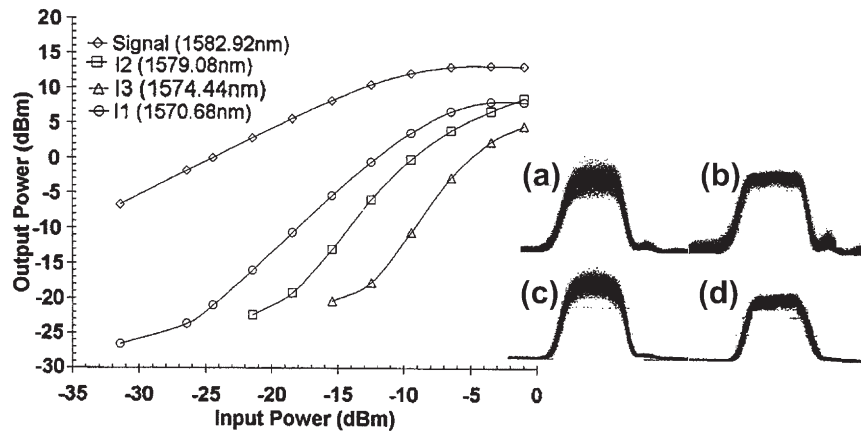 20
15
10
5
0
-5
-10
-15
-20
-25
-30
Output Power (dBm)
Signal (1582.92nm)
I2 (1579.08nm)
I3 (1574.44nm)
I1 (1570.68nm)
-35 -30 -25 -20 -15 -10 -5 0
Input Power (dBm)
(a) (b)
(c) (d)